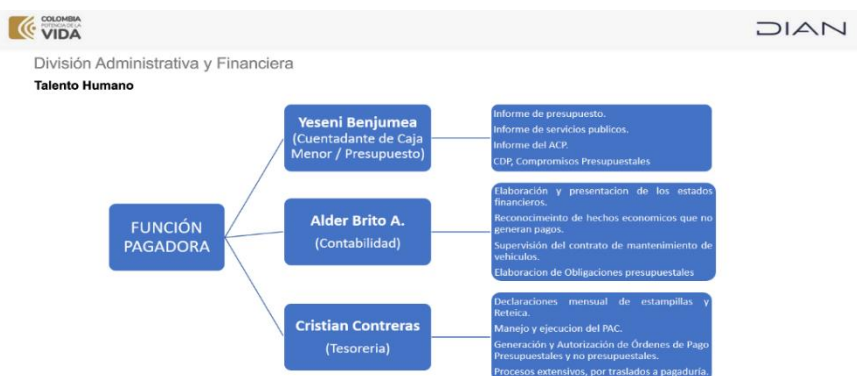 COLOMBIA
POTENCIA DE LA
VIDA
DIAN
División Administrativa y Financiera
Talento Humano
FUNCIÓN
PAGADORA
Yeseni Benjumea
(Cuentadante de Caja
Menor / Presupuesto)
Informe de presupuesto.
Informe de servicios publicos.
Informe del ACP.
CDP, Compromisos Presupuestales
Alder Brito A.
(Contabilidad)
Elaboración y presentacion de los estados
financieros.
Reconocimeinto de hechos economicos que no
generan pagos.
Supervisión del contrato de mantenimiento de
vehiculos.
Elaboracion de Obligaciones presupuestales
Cristian Contreras
(Tesoreria)
Declaraciones mensual de estampillas y
Reteica.
Manejo y ejecucion del PAC.
Generación y Autorización de Órdenes de Pago
Presupuestales y no presupuestales.
Procesos extensivos, por traslados a pagaduría.